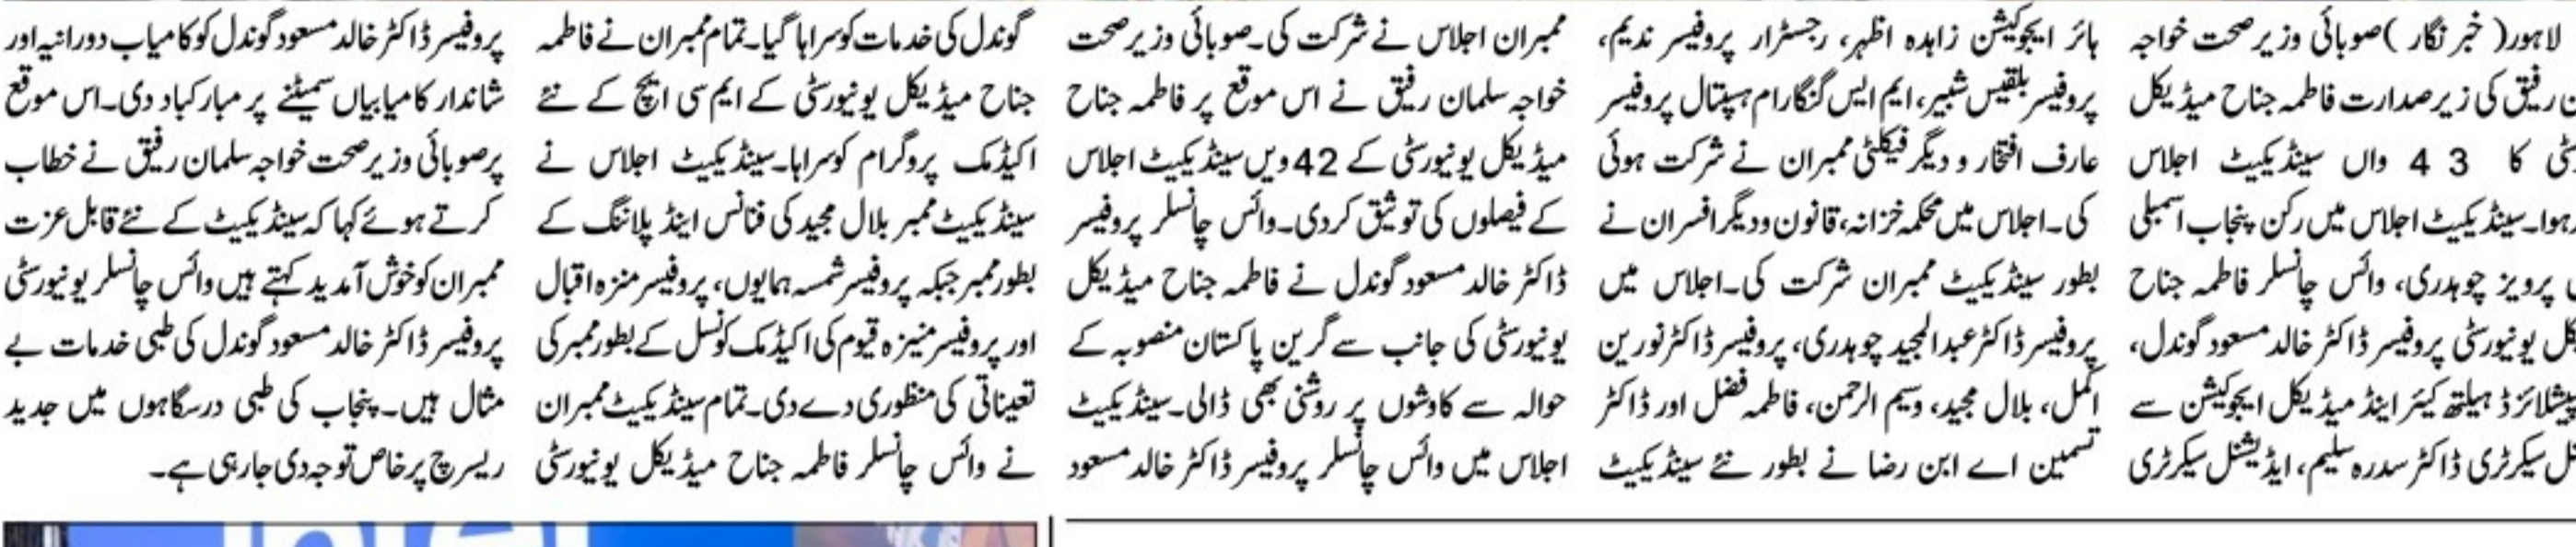 لاہور( خبر نگار )صوبائی وزیر صحت خواجہ
رفیق کی زیر صدارت فاطمہ جناح میڈیکل
کا 43 واں سینڈیکیٹ اجلاس
ہوا۔سینڈیکیٹ اجلاس میں رکن پنجاب اسمبلی
پرویز چوہدری، وائس چانسلر فاطمہ جناح
یونیورسٹی پروفیسر ڈاکٹر خالد مسعود گوندل،
ہیلتھ کیئر اینڈ میڈیکل ایجوکیشن سے
سیکرٹری ڈاکٹر سدرہ سلیم، ایڈیشنل سیکرٹری
ہائر ایجوکیشن زاہدہ اظہر، رجسٹرار پروفیسر ندیم،
پروفیسر بلقیس شبیر، ایم ایس گنگارام ہسپتال پروفیسر
عارف افتخار و دیگر فیکلٹی ممبران نے شرکت ہوئی
کی۔اجلاس میں محکمہ خزانہ، قانون ودیگر افسران نے
بطور سینڈیکیٹ ممبران شرکت کی۔اجلاس میں
پروفیسر ڈاکٹر عبدالمجید چوہدری، پروفیسر ڈاکٹر نورین
اکمل، بلال مجید، وسیم الرحمن، فاطمہ فضل اور ڈاکٹر
تسمین اے ابن رضا نے بطور نئے سینڈیکیٹ
ممبران اجلاس نے شرکت کی۔صوبائی وزیر صحت
خواجہ سلمان رفیق نے اس موقع پر فاطمہ جناح
میڈیکل یونیورسٹی کے 42ویں سینڈیکیٹ اجلاس
کے فیصلوں کی توثیق کردی۔وائس چانسلر پروفیسر
ڈاکٹر خالد مسعود گوندل نے فاطمہ جناح میڈیکل
یونیورسٹی کی جانب سے گرین پاکستان منصوبہ کے
حوالہ سے کاوشوں پر روشنی بھی ڈالی۔سینڈیکیٹ
اجلاس میں وائس چانسلر پروفیسر ڈاکٹر خالد مسعود
گوندل کی خدمات کو سراہا گیا۔تمام ممبران نے فاطمہ
جناح میڈیکل یونیورسٹی کے ایم سی ایچ کے نئے
اکیڈمک پروگرام کو سراہا۔سینڈیکیٹ اجلاس نے
سینڈیکیٹ ممبر بلال مجید کی فنانس اینڈ پلاننگ کے
بطور ممبر جبکہ پروفیسر شمسہ ہمایوں، پروفیسر منزہ اقبال
اور پروفیسر منیزہ قیوم کی اکیڈمک کونسل کے بطور ممبر کی
تعیناتی کی منظوری دے دی۔تمام سینڈیکیٹ ممبران
نے وائس چانسلر فاطمہ جناح میڈیکل یونیورسٹی
پروفیسر ڈاکٹر خالد مسعود گوندل کو کامیاب دورانیہ اور
شاندار کامیابیاں سمیٹنے پر مبارکباد دی۔اس موقع
پر صوبائی وزیر صحت خواجہ سلمان رفیق نے خطاب
کرتے ہوئے کہا کہ سینڈیکیٹ کے نئے قابل عزت
ممبران کو خوش آمدید کہتے ہیں وائس چانسلر یونیورسٹی
پروفیسر ڈاکٹر خالد مسعود گوندل کی طبی خدمات بے
مثال ہیں۔پنجاب کی طبی درسگاہوں میں جدید
ریسرچ پر خاص توجہ دی جارہی ہے۔